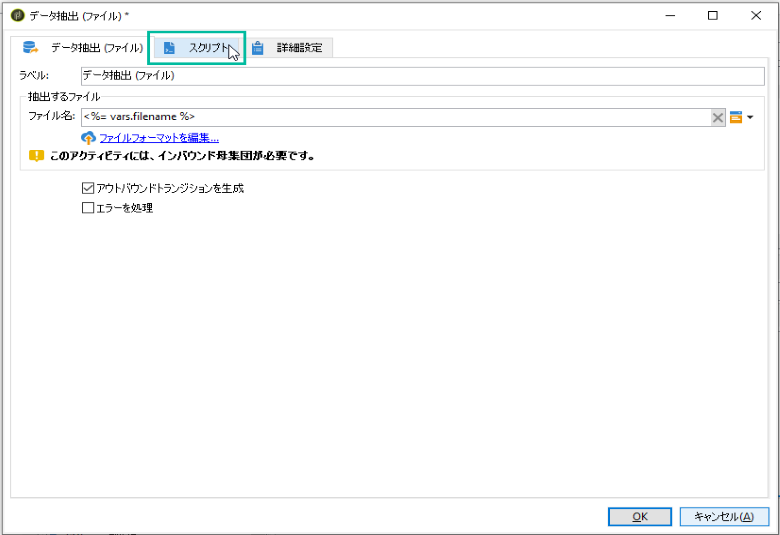 データ抽出 (ファイル) *
データ抽出 (ファイル) スクリプト 詳細設定
ラベル: データ抽出 (ファイル)
抽出するファイル
ファイル名: <%= vars.filename %>
ファイルフォーマットを編集...
このアクティビティには、インバウンド母集団が必要です。
アウトバウンドトランジションを生成
エラーを処理
OK キャンセル(A)